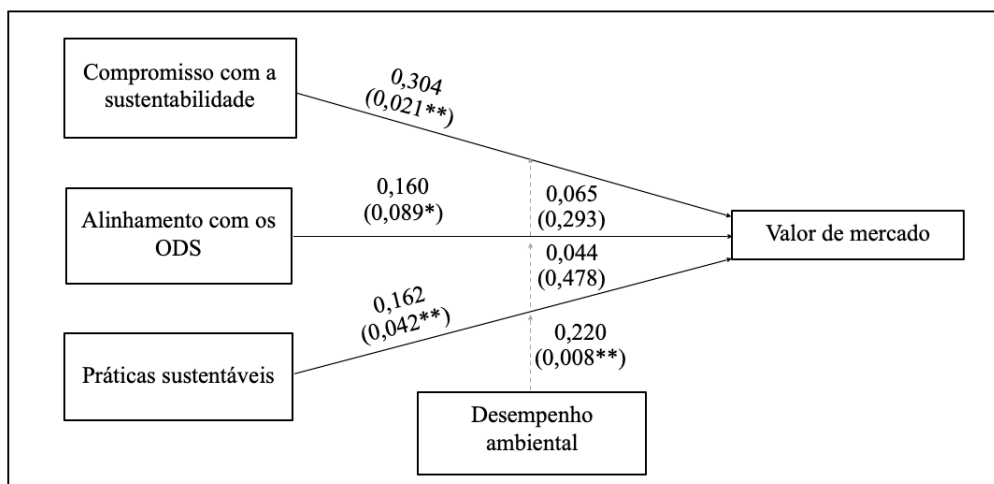 Compromisso com a
sustentabilidade
0,304
(0,021**)
Alinhamento com os
ODS
0,160
(0,089*)
0,065
(0,293)
Valor de mercado
0,044
(0,478)
Práticas sustentáveis
0,162
(0,042**)
0,220
(0,008**)
Desempenho
ambiental